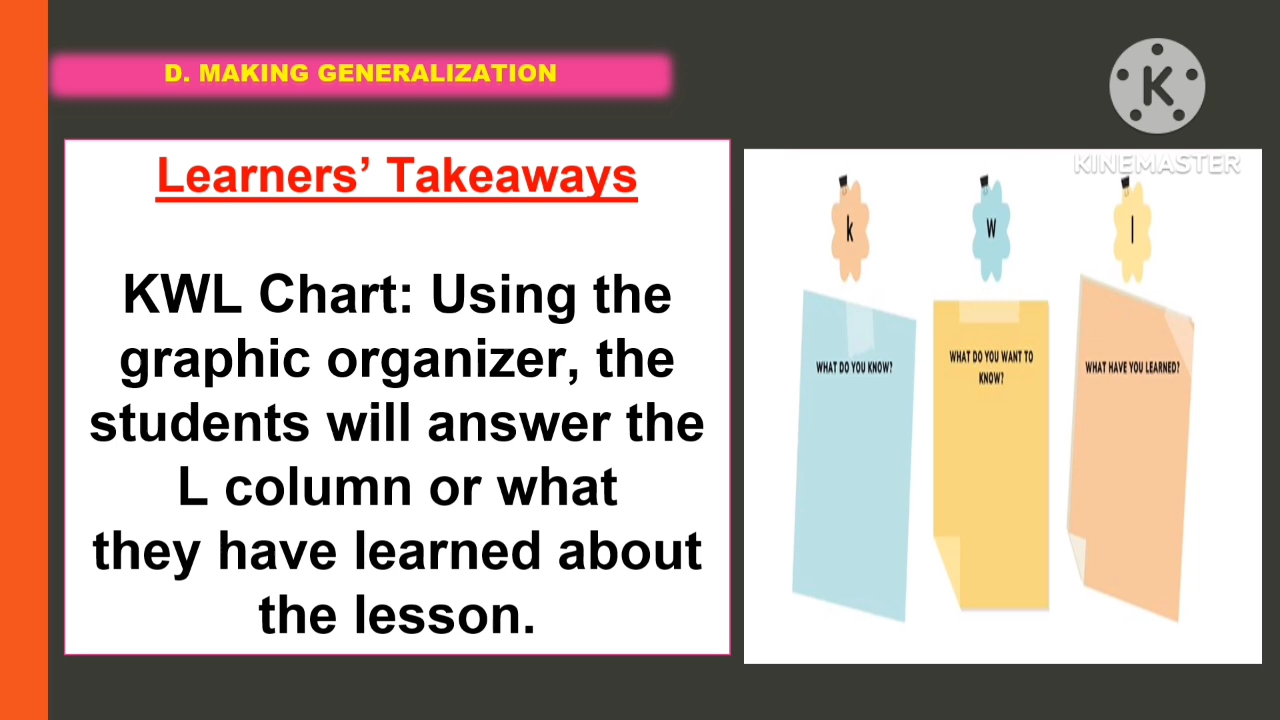 D. MAKING GENERALIZATION
K
KINEMASTER
Learners’ Takeaways
KWL Chart: Using the
graphic organizer, the
students will answer the
L column or what
they have learned about
the lesson.
k
w
l
WHAT DO YOU KNOW?
WHAT DO YOU WANT TO
KNOW?
WHAT HAVE YOU LEARNED?